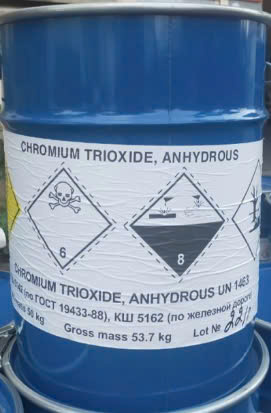 CHROMIUM TRIOXIDE, ANHYDROUS
6
8
CHROMIUM TRIOXIDE, ANHYDROUS UN 1463
(по ГОСТ 19433-88), КШ 5162 (по железной дороге
50 kg
Gross mass 53.7 kg
Lot №